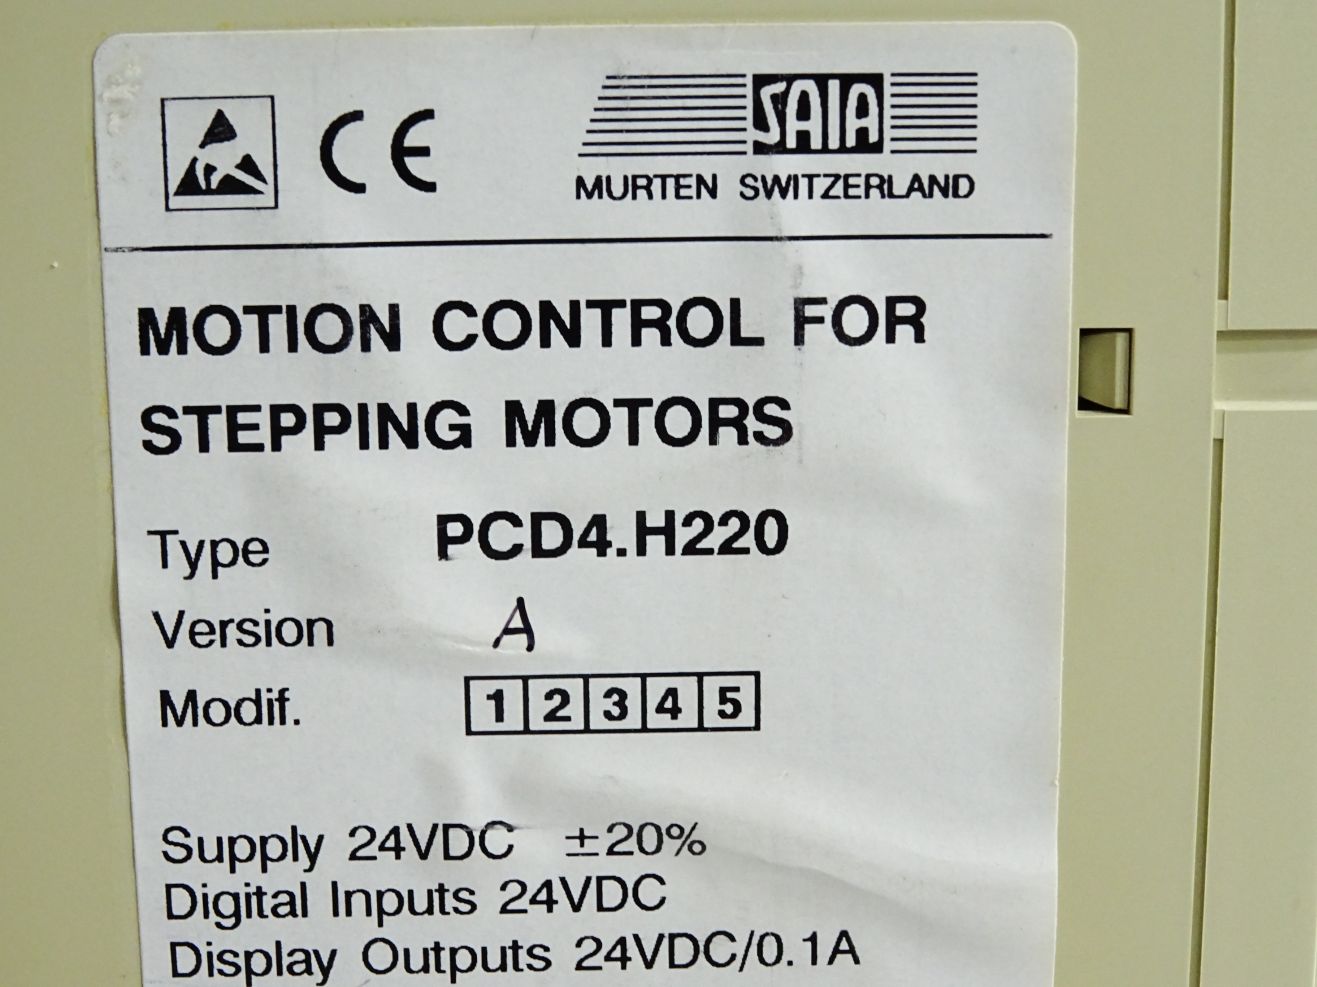 CE
SAIA
MURTEN SWITZERLAND
MOTION CONTROL FOR
STEPPING MOTORS
Type PCD4.H220
Version A
Modif. 1 2 3 4 5
Supply 24VDC ±20%
Digital Inputs 24VDC
Display Outputs 24VDC/0.1A